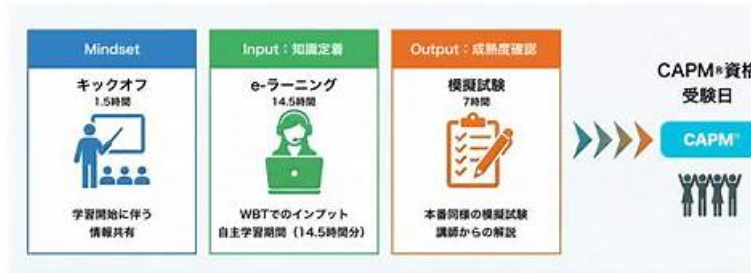 Mindset
キックオフ
1.5時間
学習開始に伴う
情報共有
Input：知識定着
e-ラーニング
14.5時間
WBTでのインプット
自主学習期間（14.5時間分）
Output：成熟度確認
模擬試験
7時間
本番同様の模擬試験
講師からの解説
CAPM®資格
受験日
CAPM®